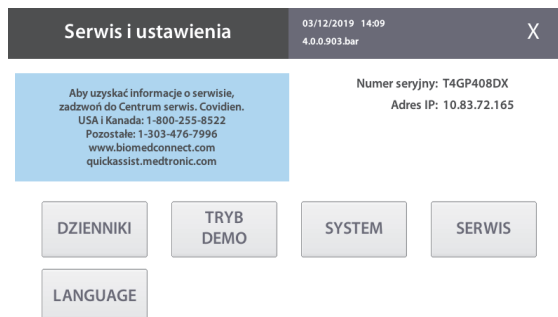 Serwis i ustawienia
03/12/2019 14:09
4.0.0.903.bar
X
Aby uzyskać informacje o serwisie,
zadzwoń do Centrum serwis. Covidien.
USA i Kanada: 1-800-255-8522
Pozostałe: 1-303-476-7996
www.biomedconnect.com
quickassist.medtronic.com
Numer seryjny: T4GP408DX
Adres IP: 10.83.72.165
DZIENNIKI
TRYB
DEMO
SYSTEM
SERWIS
LANGUAGE